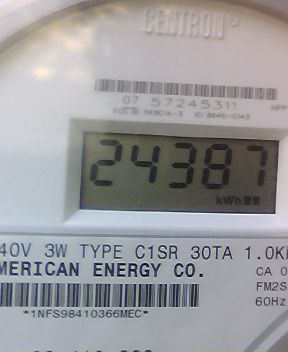 CENTRON
07 57245311
24387
kWh
40V 3W TYPE C1SR 30TA 1.0K
MERICAN ENERGY CO.
CA 0
FM2S
60Hz
*1NFS98410366MEC*